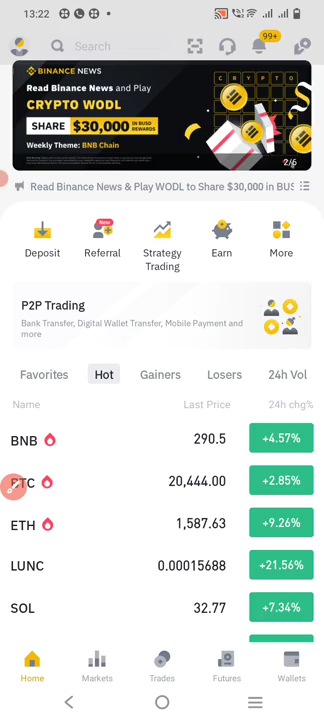 13:22
Search
99+
BINANCE NEWS
CRYPTO
Read Binance News and Play
CRYPTO WODL
SHARE $30,000 IN BUSD REWARDS
Weekly Theme: BNB Chain
2/6
Read Binance News & Play WODL to Share $30,000 in BUS
New
Deposit
Referral
Strategy Trading
Earn
More
P2P Trading
Bank Transfer, Digital Wallet Transfer, Mobile Payment and
more
Favorites Hot Gainers Losers 24h Vol
Name Last Price 24h chg%
BNB 290.5 +4.57%
BTC 20,444.00 +2.85%
ETH 1,587.63 +9.26%
LUNC 0.00015688 +21.56%
SOL 32.77 +7.34%
Home Markets Trades Futures Wallets